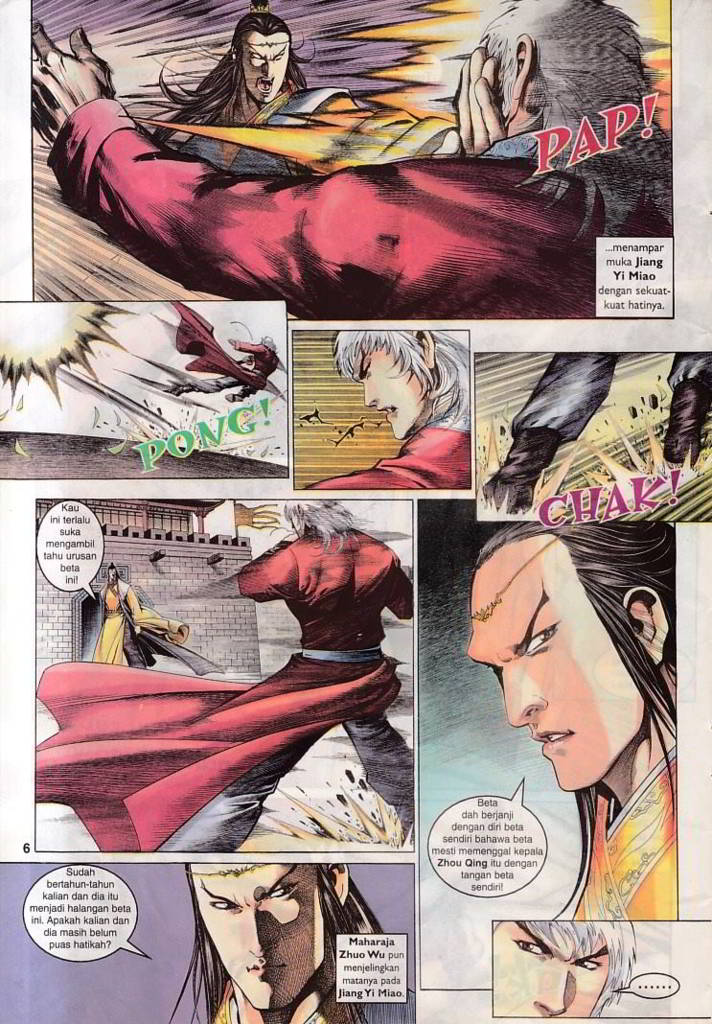 PAP!
...menampar
muka Jiang
Yi Miao
dengan sekuat-
kuat hatinya.
PONG!
CHAK!
Kau
ini terlalu
suka
mengambil
tahu urusan
beta
ini!
Beta
dah berjanji
dengan diri beta
sendiri bahawa beta
mesti memenggal kepala
Zhou Qing itu dengan
tangan beta
sendiri!
6
Sudah
bertahun-tahun
kalian dan dia itu
menjadi halangan beta
ini. Apakah kalian dan
dia masih belum
puas hatikah?
Maharaja
Zhuo Wu pun
menjelingkan
matanya pada
Jiang Yi Miao.
......